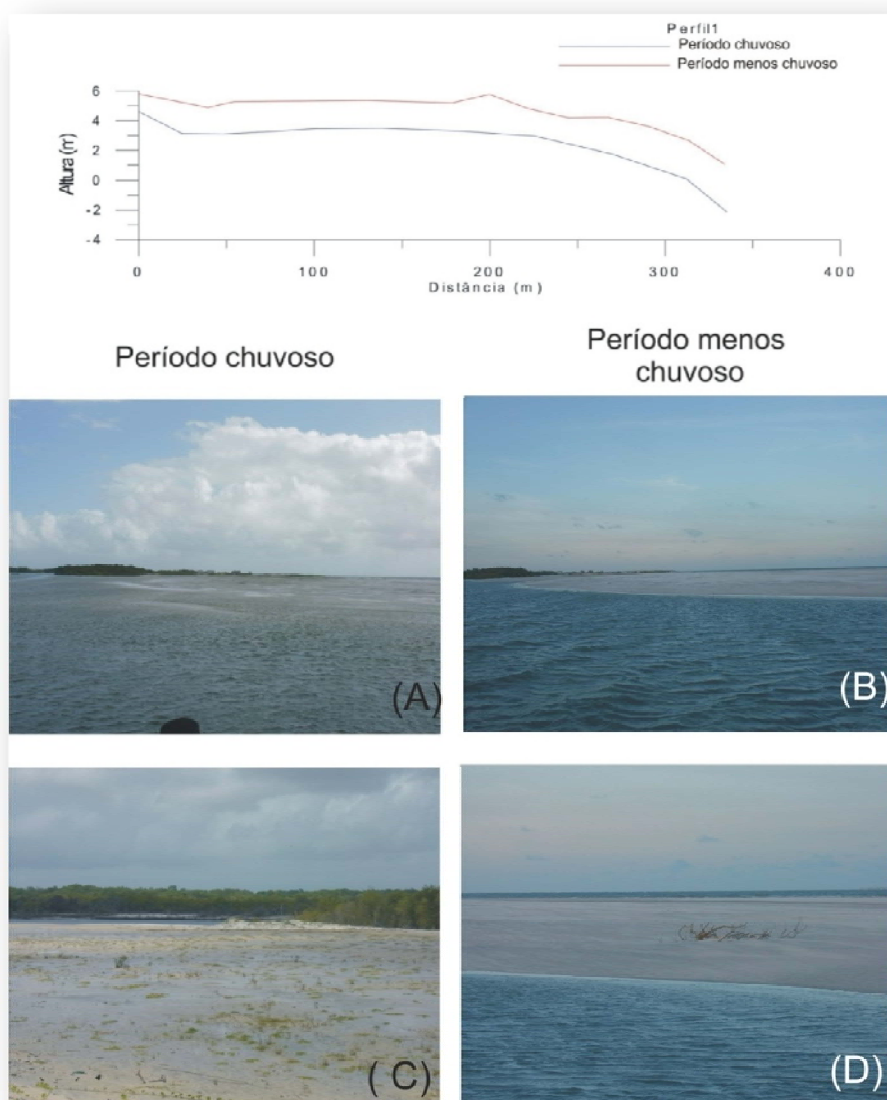 Perfil1
Período chuvoso
Período menos chuvoso
6
4
2
0
-2
-4
Altura (m)
0
100
200
300
400
Distância (m)
Período chuvoso
Período menos
chuvoso
(A)
(B)
(C)
(D)